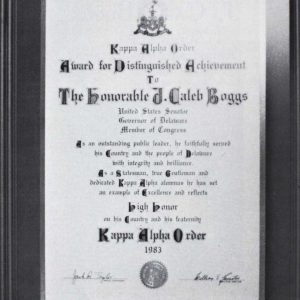 Kappa Alpha Order
Award for Distinguished Achievement
To
The Honorable J. Caleb Boggs
United States Senator
Governor of Delaware
Member of Congress
As an outstanding public leader, he faithfully served
his Country and the people of Delaware
with integrity and brilliance.
As a Statesman, true Gentleman and
dedicated Kappa Alpha alumnus he has set
an example of Excellence and reflects
High Honor
on his Country and his fraternity
Kappa Alpha Order
1983